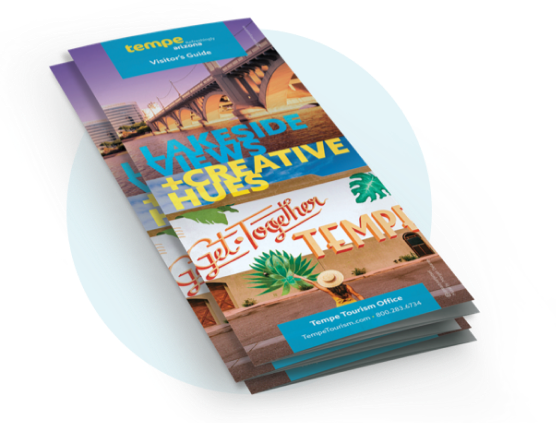 tempe
arizona
Visitor's Guide
LAKESIDE
VIEWS
+CREATIVE
HUES
Get Together
TEMPE
Tempe Tourism Office
TempeTourism.com - 800.283.6734